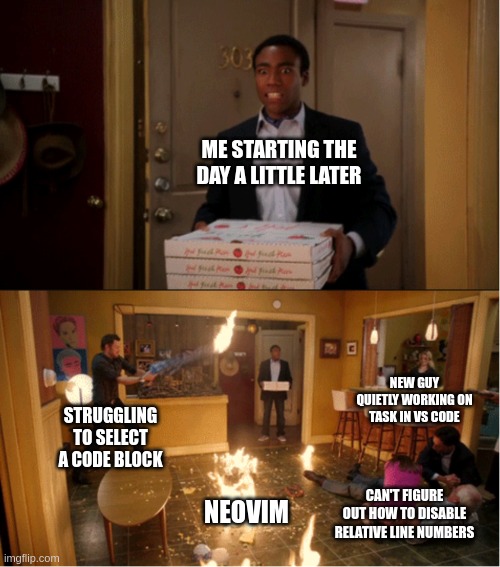 303
ME STARTING THE
DAY A LITTLE LATER
STRUGGLING
TO SELECT
A CODE BLOCK
NEW GUY
QUIETLY WORKING ON
TASK IN VS CODE
NEOVIM
CAN'T FIGURE
OUT HOW TO DISABLE
RELATIVE LINE NUMBERS
imgflip.com